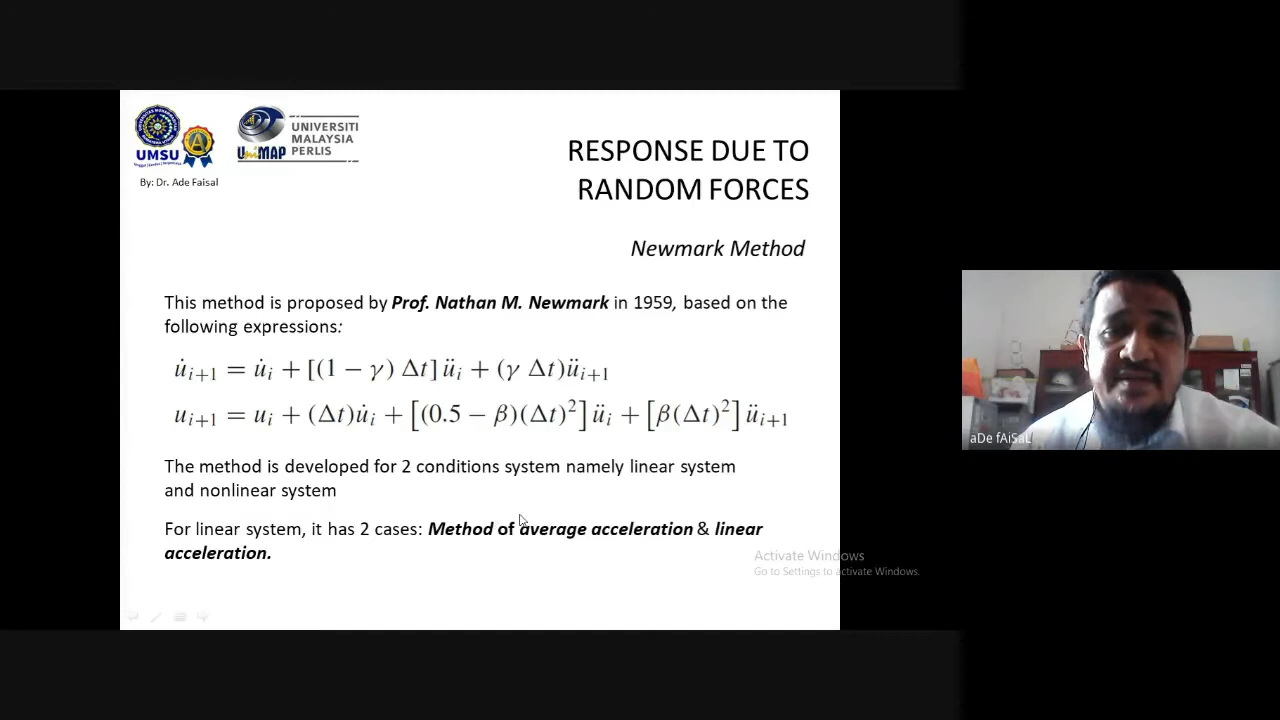 UMSU
UniMAP
UNIVERSITI
MALAYSIA
PERLIS
By: Dr. Ade Faisal
RESPONSE DUE TO
RANDOM FORCES
Newmark Method
This method is proposed by Prof. Nathan M. Newmark in 1959, based on the
following expressions:
u̇ᵢ₊₁ = u̇ᵢ + [(1 − γ) Δt] üᵢ + (γ Δt)üᵢ₊₁
uᵢ₊₁ = uᵢ + (Δt)u̇ᵢ + [(0.5 − β)(Δt)²] üᵢ + [β(Δt)²] üᵢ₊₁
The method is developed for 2 conditions system namely linear system
and nonlinear system
For linear system, it has 2 cases: Method of average acceleration & linear
acceleration.
Activate Windows
Go to Settings to activate Windows.
aDe fAiSaL